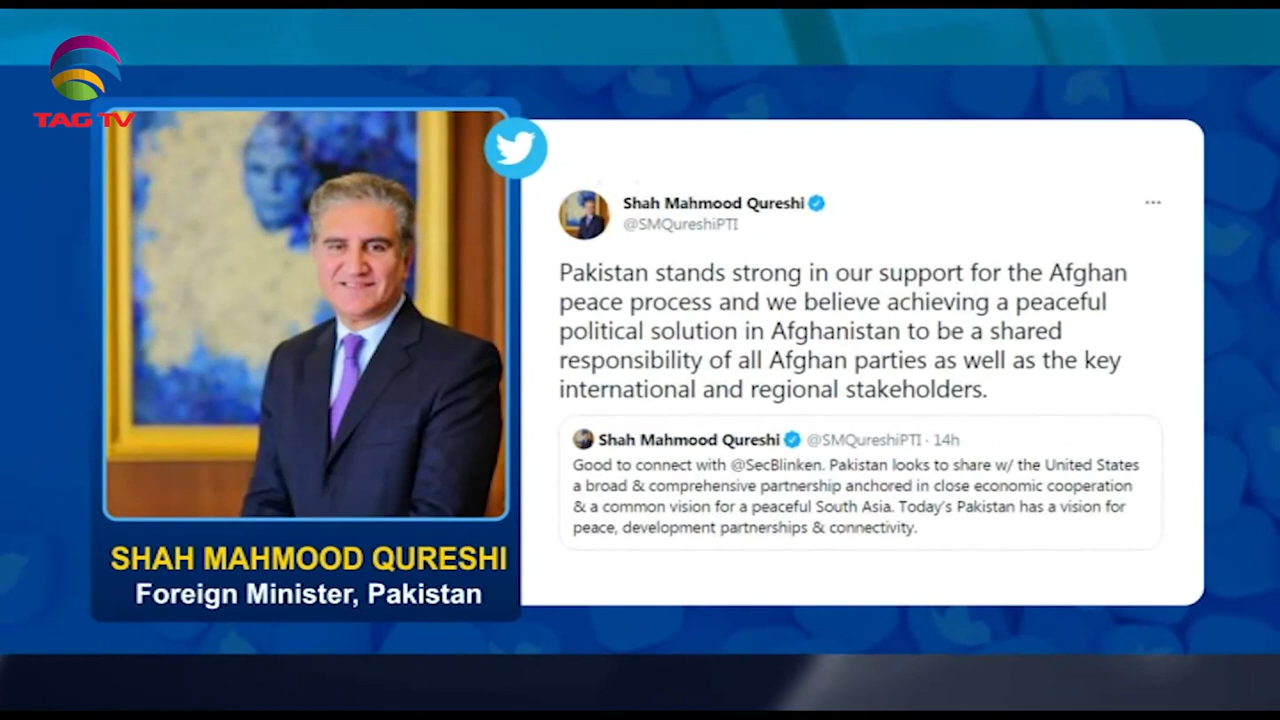 TAG TV
Shah Mahmood Qureshi
@SMQureshiPTI
Pakistan stands strong in our support for the Afghan
peace process and we believe achieving a peaceful
political solution in Afghanistan to be a shared
responsibility of all Afghan parties as well as the key
international and regional stakeholders.
Shah Mahmood Qureshi @SMQureshiPTI · 14h
Good to connect with @SecBlinken. Pakistan looks to share w/ the United States
a broad & comprehensive partnership anchored in close economic cooperation
& a common vision for a peaceful South Asia. Today's Pakistan has a vision for
peace, development partnerships & connectivity.
SHAH MAHMOOD QURESHI
Foreign Minister, Pakistan